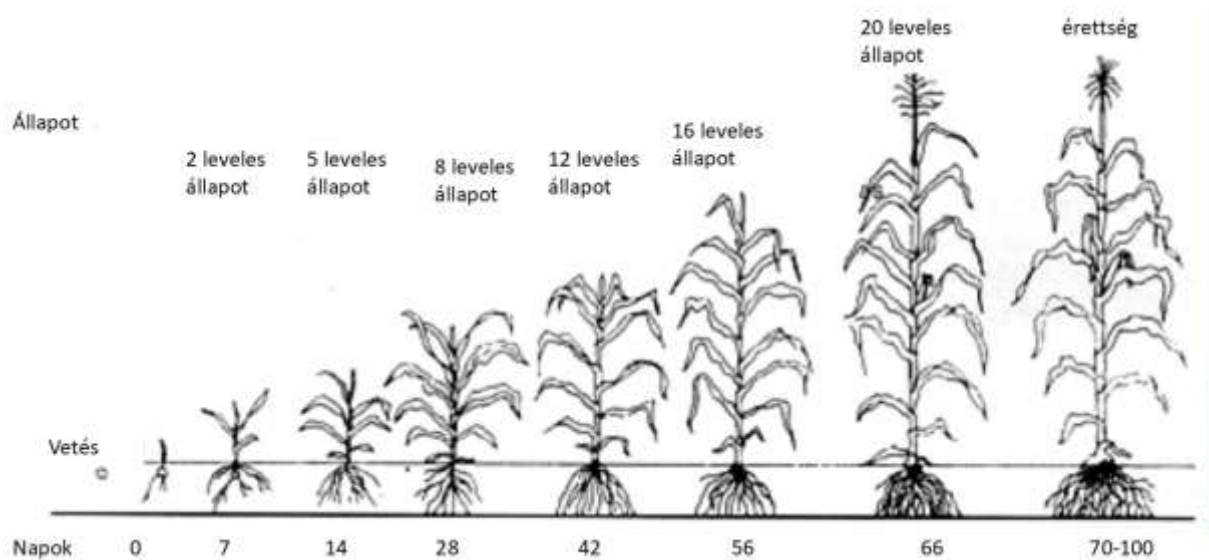 20 leveles
állapot
érettség
Állapot
16 leveles
állapot
2 leveles
állapot
5 leveles
állapot
8 leveles
állapot
12 leveles
állapot
Vetés
Napok 0 7 14 28 42 56 66 70-100